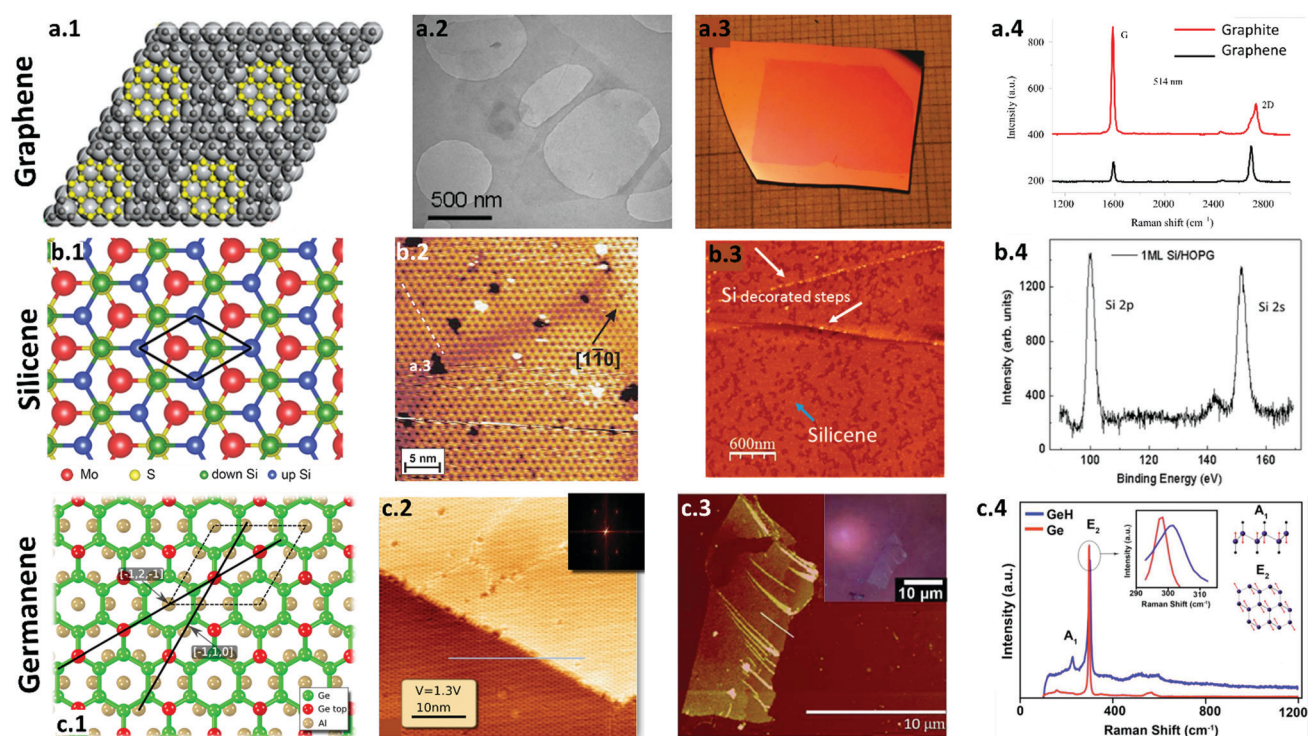 Graphene
a.1
a.2
500 nm
a.3
a.4
Graphite
Graphene
G
514 nm
2D
800
600
400
200
Intensity (a.u.)
1200
1600
2000
2400
2800
Raman shift (cm⁻¹)
Silicene
b.1
Mo
S
down Si
up Si
b.2
a.3
[11̄0]
5 nm
b.3
Si decorated steps
Silicene
600nm
b.4
1ML Si/HOPG
Si 2p
Si 2s
1200
900
600
300
0
Intensity (arb. units)
100
120
140
160
Binding Energy (eV)
Germanene
c.1
[-1,2,-1]
[-1,1,0]
Ge
Ge top
Al
c.2
V=1.3V
10nm
c.3
10 µm
10 µm
c.4
GeH
Ge
E₂
A₁
Intensity (a.u.)
290
300
310
Raman Shift (cm⁻¹)
A₁
E₂
Intensity (a.u.)
0
400
800
1200
Raman Shift (cm⁻¹)